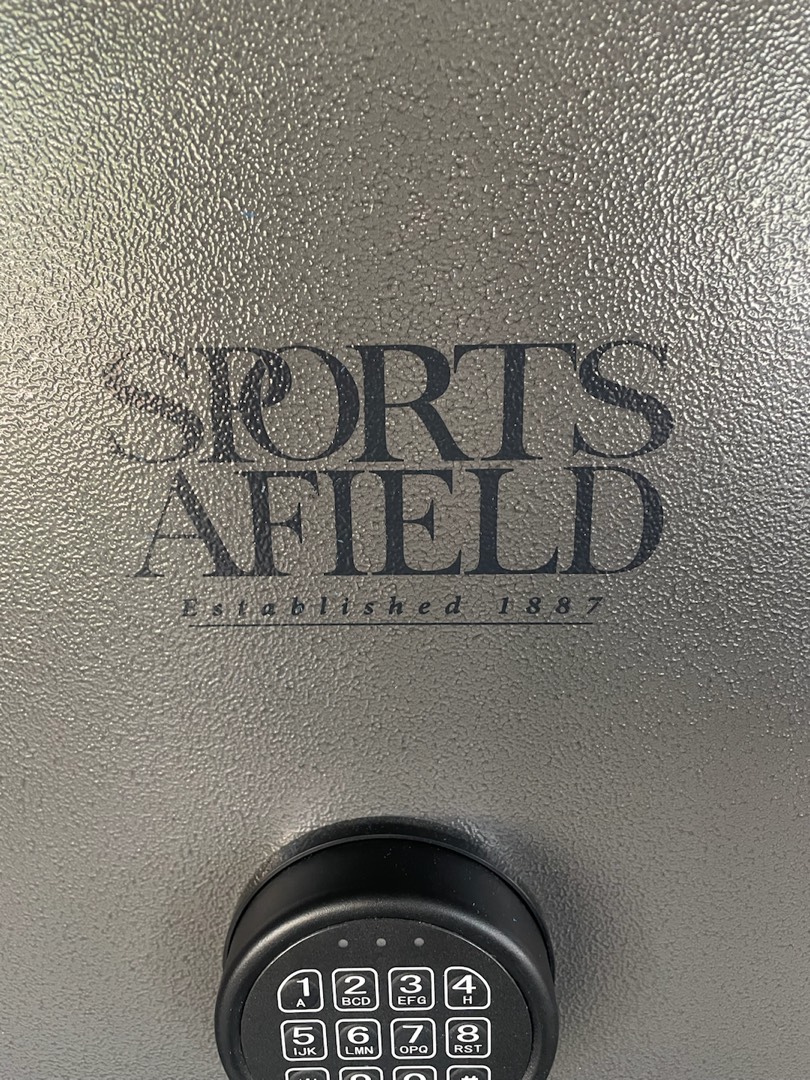 SPORTS
AFIELD
Established 1887
1 2 3 4
A BCD EFG H
5 6 7 8
IJK LMN OPQ RST